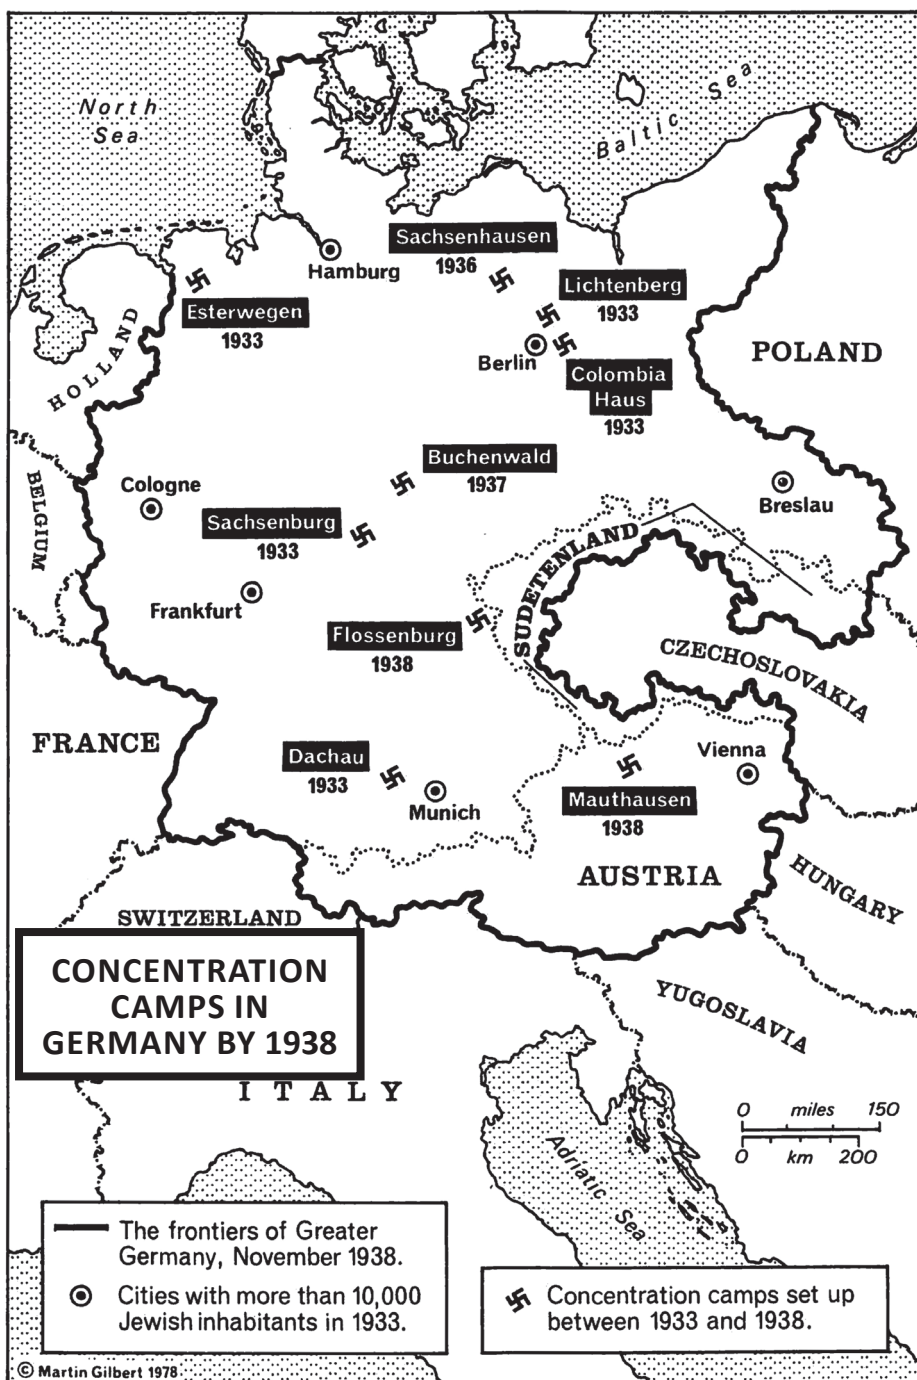 North
Sea
Baltic Sea
Sachsenhausen
1936
Hamburg
Lichtenberg
1933
Esterwegen
1933
HOLLAND
Berlin
POLAND
Colombia
Haus
1933
Buchenwald
1937
BELGIUM
Cologne
Breslau
Sachsenburg
1933
SUDETENLAND
Frankfurt
Flossenburg
1938
CZECHOSLOVAKIA
FRANCE
Vienna
Dachau
1933
Munich
Mauthausen
1938
AUSTRIA
HUNGARY
SWITZERLAND
CONCENTRATION
CAMPS IN
GERMANY BY 1938
YUGOSLAVIA
ITALY
0 miles 150
0 km 200
Adriatic Sea
The frontiers of Greater
Germany, November 1938.
Cities with more than 10,000
Jewish inhabitants in 1933.
Concentration camps set up
between 1933 and 1938.
© Martin Gilbert 1978